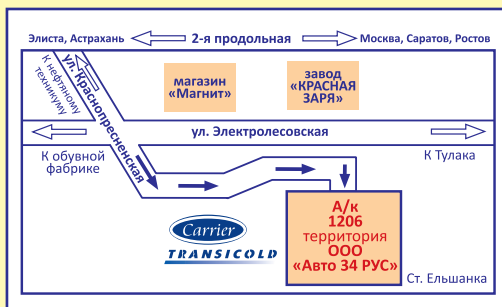 Элиста, Астрахань
2-я продольная
Москва, Саратов, Ростов
К нефтяному
техникуму
ул. Краснопресненская
магазин
«Магнит»
завод
«КРАСНАЯ
ЗАРЯ»
ул. Электролесовская
К обувной
фабрике
К Тулака
Carrier
TRANSICOLD
А/к
1206
территория
ООО
«Авто 34 РУС»
Ст. Ельшанка